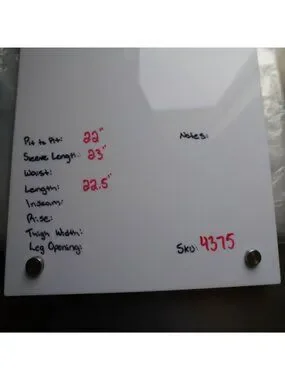 Pit to Pit: 22"
Notes:
Sleeve Length: 23"
Waist:
Length: 22.5"
Inseam:
Rise:
Thigh Width:
Leg Opening:
SKU: 4375